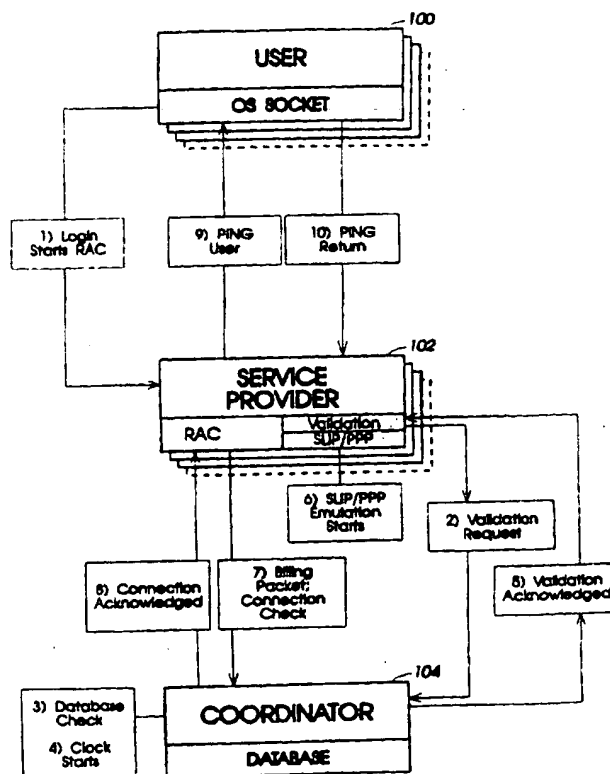 100
USER
OS SOCKET
1) Login
Starts RAC
9) PING
User
10) PING
Return
102
SERVICE
PROVIDER
RAC
Validation
SLIP/PPP
6) SLIP/PPP
Emulation
Starts
2) Validation
Request
8) Connection
Acknowledged
7) Billing
Packet;
Connection
Check
5) Validation
Acknowledged
104
3) Database
Check
4) Clock
Starts
COORDINATOR
DATABASE